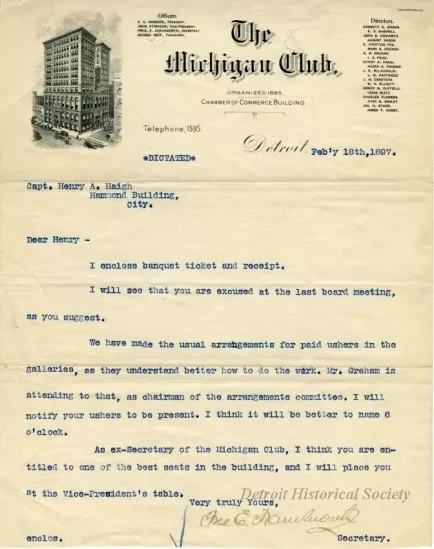 Officers
The
Michigan Club.
ORGANIZED 1885.
CHAMBER OF COMMERCE BUILDING.
Directors.
Telephone, 1595.
*DICTATED*
Detroit, Feb'y 18th,1897.
Capt. Henry A. Haigh
Hammond Building,
City.
Dear Henry -
I enclose banquet ticket and receipt.
I will see that you are excused at the last board meeting,
as you suggest.
We have made the usual arrangements for paid ushers in the
galleries, as they understand better how to do the work. Mr. Graham is
attending to that, as chairman of the arrangements committee. I will
notify your ushers to be present. I think it will be better to name 6
o'clock.
As ex-Secretary of the Michigan Club, I think you are en-
titled to one of the best seats in the building, and I will place you
at the Vice-President's table.
Detroit Historical Society
Very truly Yours,
enclos.
Secretary.